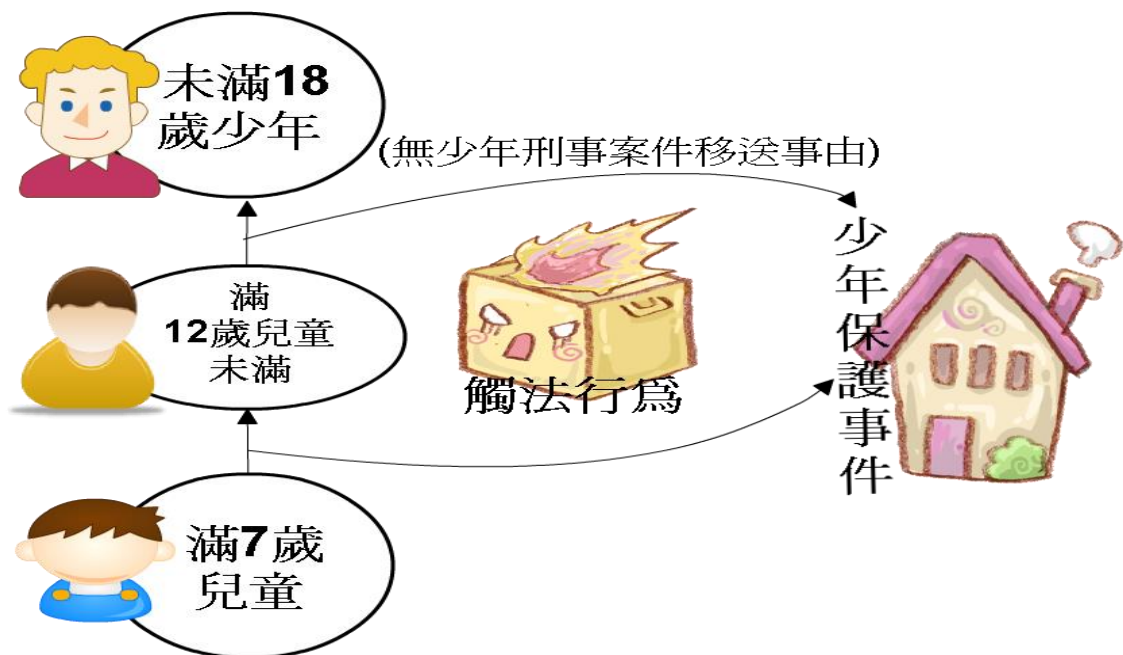 未滿18
歲少年
(無少年刑事案件移送事由)
滿
12歲兒童
未滿
觸法行爲
少年保護事件
滿7歲
兒童